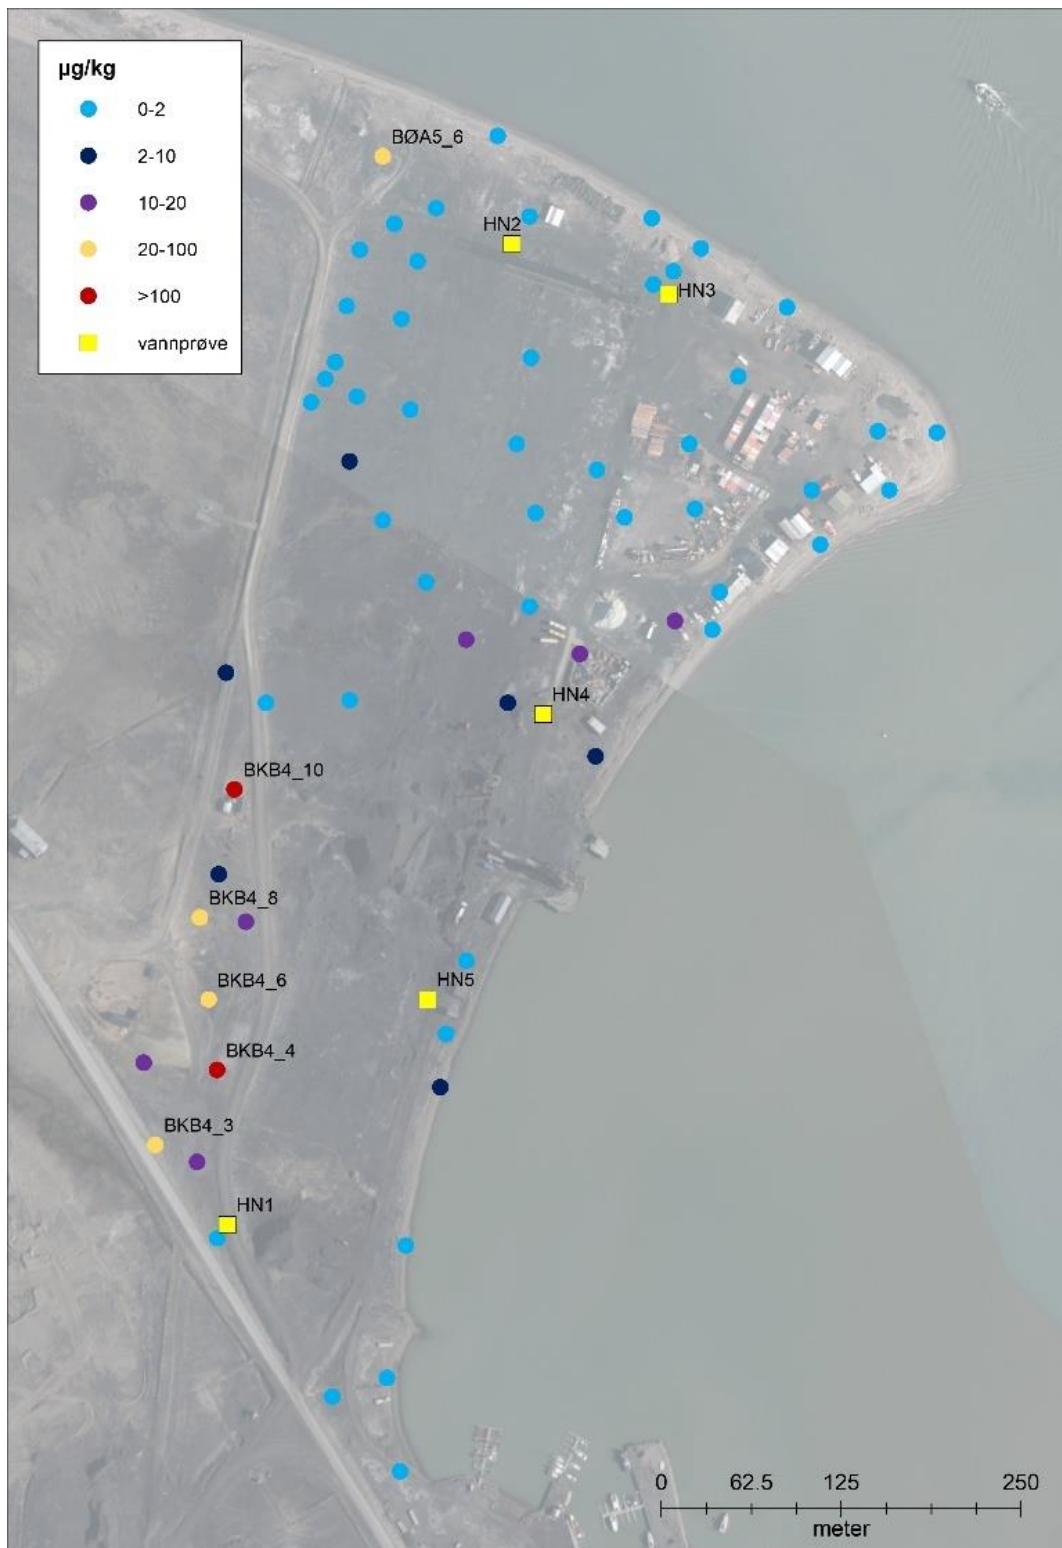 µg/kg
0-2
2-10
10-20
20-100
>100
vannprøve
BØA5_6
HN2
HN3
HN4
BKB4_10
BKB4_8
BKB4_6
HN5
BKB4_4
BKB4_3
HN1
0 62.5 125 250
meter